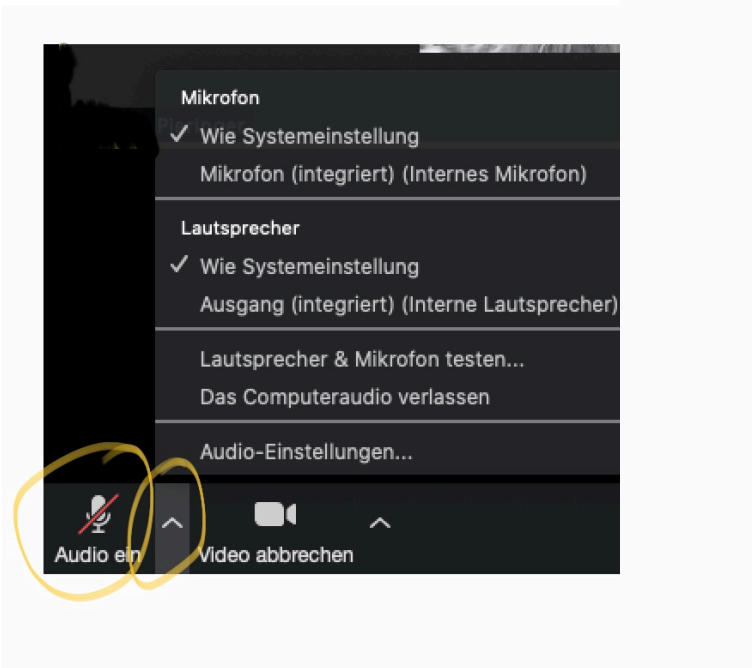 Mikrofon
Wie Systemeinstellung
Mikrofon (integriert) (Internes Mikrofon)
Lautsprecher
Wie Systemeinstellung
Ausgang (integriert) (Interne Lautsprecher)
Lautsprecher & Mikrofon testen...
Das Computeraudio verlassen
Audio-Einstellungen...
Audio ein Video abbrechen